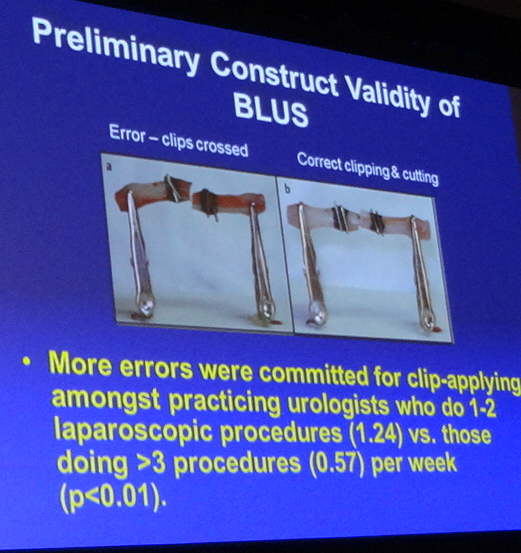 Preliminary Construct Validity of
BLUS
Error – clips crossed
Correct clipping & cutting
a
b
• More errors were committed for clip-applying
amongst practicing urologists who do 1-2
laparoscopic procedures (1.24) vs. those
doing >3 procedures (0.57) per week
(p<0.01).